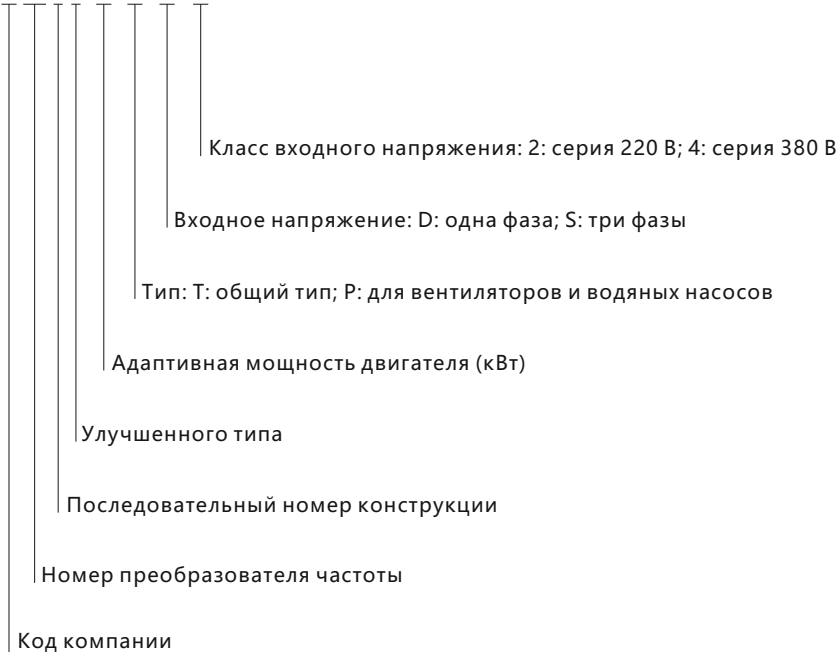 Класс входного напряжения: 2: серия 220 В; 4: серия 380 В
Входное напряжение: D: одна фаза; S: три фазы
Тип: T: общий тип; P: для вентиляторов и водяных насосов
Адаптивная мощность двигателя (кВт)
Улучшенного типа
Последовательный номер конструкции
Номер преобразователя частоты
Код компании